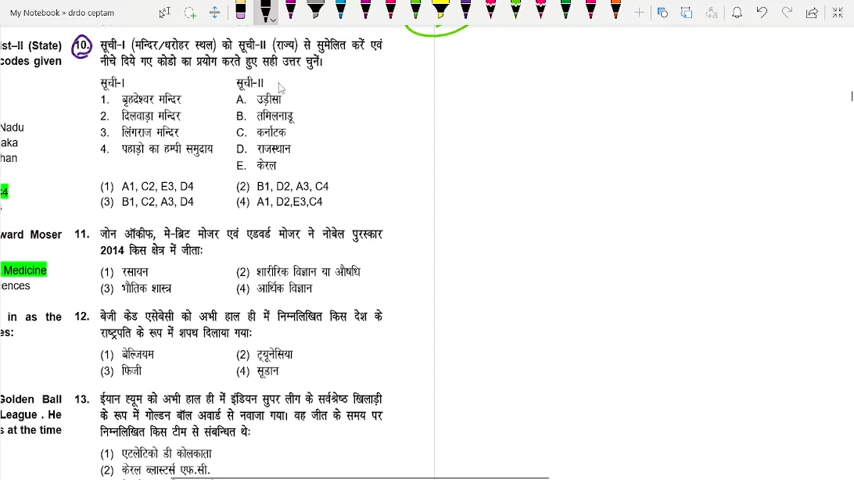 My Notebook » drdo ceptam
ist–II (State)
codes given
Nadu
aka
han
C4
ward Moser
Medicine
ences
in as the
es:
Golden Ball
League . He
s at the time
10. सूची-I (मन्दिर/धरोहर स्थल) को सूची-II (राज्य) से सुमेलित करें एवं
नीचे दिये गए कोडो का प्रयोग करते हुए सही उत्तर चुनें।
सूची-I सूची-II
1. बृहदेश्वर मन्दिर A. उड़ीसा
2. दिलवाड़ा मन्दिर B. तमिलनाडू
3. लिंगराज मन्दिर C. कर्नाटक
4. पहाड़ो का हम्पी समुदाय D. राजस्थान
E. केरल
(1) A1, C2, E3, D4 (2) B1, D2, A3, C4
(3) B1, C2, A3, D4 (4) A1, D2,E3,C4
11. जोन ऑकीफ, मे-ब्रिट मोजर एवं एडवर्ड मोजर ने नोबेल पुरस्कार
2014 किस क्षेत्र में जीताः
(1) रसायन (2) शारीरिक विज्ञान या औषधि
(3) भौतिक शास्त्र (4) आर्थिक विज्ञान
12. बेजी केड एसेबेसी को अभी हाल ही में निम्नलिखित किस देश के
राष्ट्रपति के रूप में शपथ दिलाया गयाः
(1) बेल्जियम (2) ट्यूनेसिया
(3) फिजी (4) सूडान
13. ईयान ह्यूम को अभी हाल ही में इंडियन सुपर लीग के सर्वश्रेष्ठ खिलाड़ी
के रूप में गोल्डन बॉल अवार्ड से नवाजा गया। वह जीत के समय पर
निम्नलिखित किस टीम से संबन्धित थेः
(1) एटलेटिको डी कोलकाता
(2) केरल ब्लास्टर्स एफ.सी.